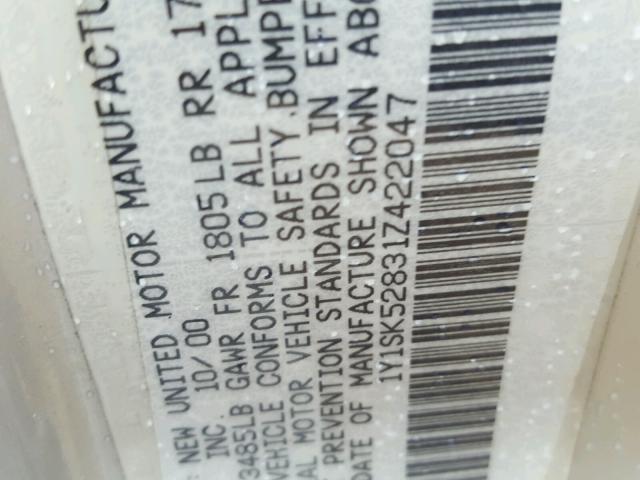 : NEW UNITED MOTOR MANUFACTU
INC. 10/00
3485LB GAWR FR 1805LB RR 17
VEHICLE CONFORMS TO ALL APPL
AL MOTOR VEHICLE SAFETY,BUMPE
T PREVENTION STANDARDS IN EFF
DATE OF MANUFACTURE SHOWN ABO
1Y1SK52831Z422047